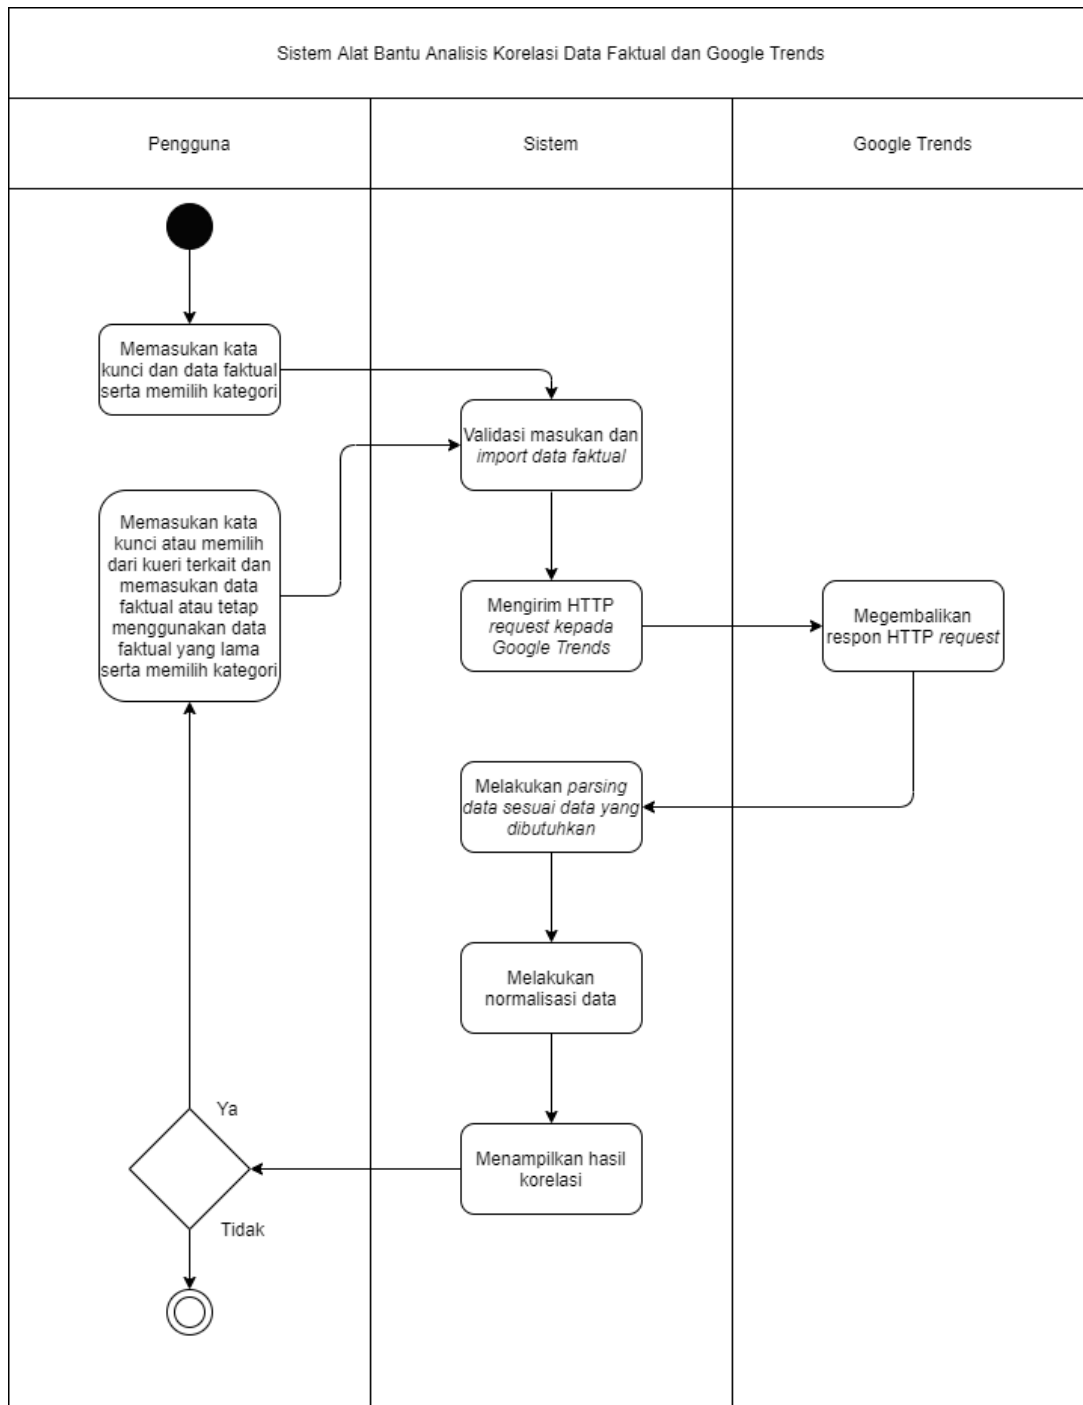 Sistem Alat Bantu Analisis Korelasi Data Faktual dan Google Trends
Pengguna
Sistem
Google Trends
Memasukan kata
kunci dan data faktual
serta memilih kategori
Validasi masukan dan
import data faktual
Memasukan kata
kunci atau memilih
dari kueri terkait dan
memasukan data
faktual atau tetap
menggunakan data
faktual yang lama
serta memilih kategori
Mengirim HTTP
request kepada
Google Trends
Megembalikan
respon HTTP request
Melakukan parsing
data sesuai data yang
dibutuhkan
Melakukan
normalisasi data
Menampilkan hasil
korelasi
Ya
Tidak